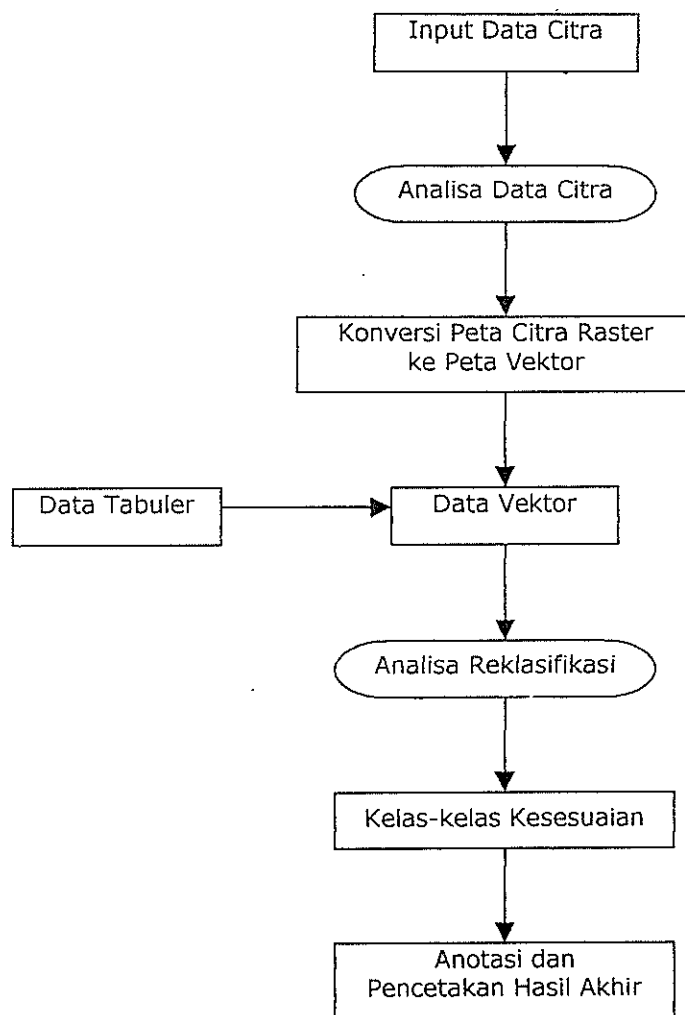 Input Data Citra
Analisa Data Citra
Konversi Peta Citra Raster
ke Peta Vektor
Data Tabuler
Data Vektor
Analisa Reklasifikasi
Kelas-kelas Kesesuaian
Anotasi dan
Pencetakan Hasil Akhir